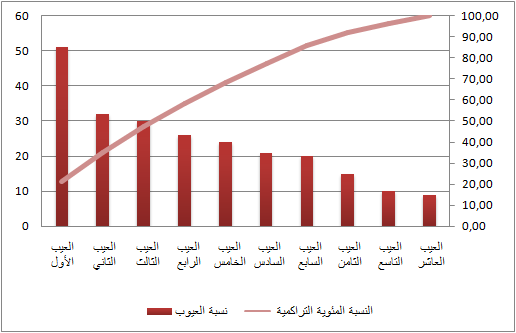 60
50
40
30
20
10
0
100,00
90,00
80,00
70,00
60,00
50,00
40,00
30,00
20,00
10,00
0,00
العيب الأول
العيب الثاني
العيب الثالث
العيب الرابع
العيب الخامس
العيب السادس
العيب السابع
العيب الثامن
العيب التاسع
العيب العاشر
نسبة العيوب
النسبة المئوية التراكمية